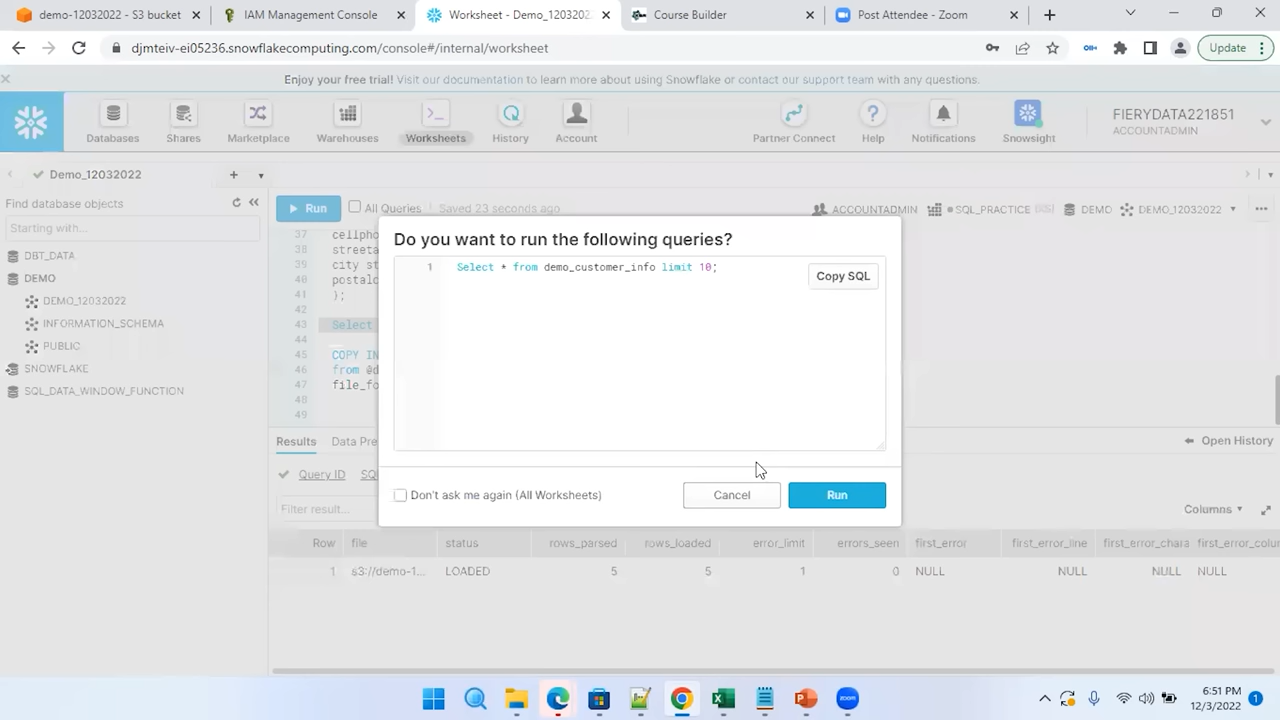 demo-12032022 - S3 bucket
IAM Management Console
Worksheet - Demo_1203202
Course Builder
Post Attendee - Zoom
djmteiv-ei05236.snowflakecomputing.com/console#/internal/worksheet
Update
Enjoy your free trial! Visit our documentation to learn more about using Snowflake or contact our support team with any questions.
Databases
Shares
Marketplace
Warehouses
Worksheets
History
Account
Partner Connect
Help
Notifications
Snowsight
FIERYDATA221851
ACCOUNTADMIN
Demo_12032022
Find database objects
Starting with...
DBT_DATA
DEMO
DEMO_12032022
INFORMATION_SCHEMA
PUBLIC
SNOWFLAKE
SQL_DATA_WINDOW_FUNCTION
Run
All Queries
Saved 23 seconds ago
ACCOUNTADMIN
SQL_PRACTICE
DEMO
DEMO_12032022
37 cellpho
38 streeta
39 city st
40 postalc
41 );
42
43 Select
44
45 COPY IN
46 from @d
47 file_fo
48
49
Do you want to run the following queries?
1 Select * from demo_customer_info limit 10;
Copy SQL
Don't ask me again (All Worksheets)
Cancel
Run
Results
Data Pre
Open History
Query ID
SQ
Filter result...
Columns
Row file status rows_parsed rows_loaded error_limit errors_seen first_error first_error_line first_error_chara first_error_colu
1 s3://demo-1... LOADED 5 5 1 0 NULL NULL NULL NULL
zoom
6:51 PM
12/3/2022
1